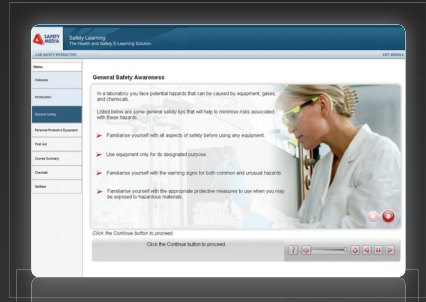 SAFETY
MEDIA
Safety Learning
The Health and Safety E-Learning Solution
LAB SAFETY INTERACTIVE
EXIT MODULE
Menu
Welcome
Introduction
General Safety
Personal Protective Equipment
First Aid
Course Summary
Checklist
Selftest
General Safety Awareness
In a laboratory you face potential hazards that can be caused by equipment, gases,
and chemicals.
Listed below are some general safety tips that will help to minimise risks associated
with these hazards.
Familiarise yourself with all aspects of safety before using any equipment.
Use equipment only for its designated purpose.
Familiarise yourself with the warning signs for both common and unusual hazards.
Familiarise yourself with the appropriate protective measures to use when you may
be exposed to hazardous materials.
Click the Continue button to proceed.
Click the Continue button to proceed.